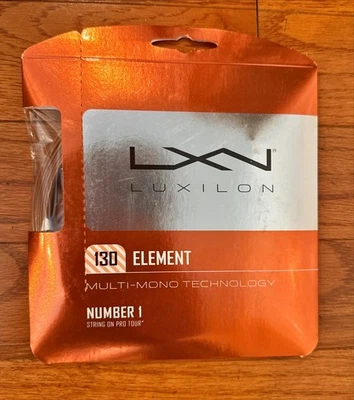 LXN®
LUXILON
130 ELEMENT
MULTI-MONO TECHNOLOGY
NUMBER 1
STRING ON PRO TOUR*